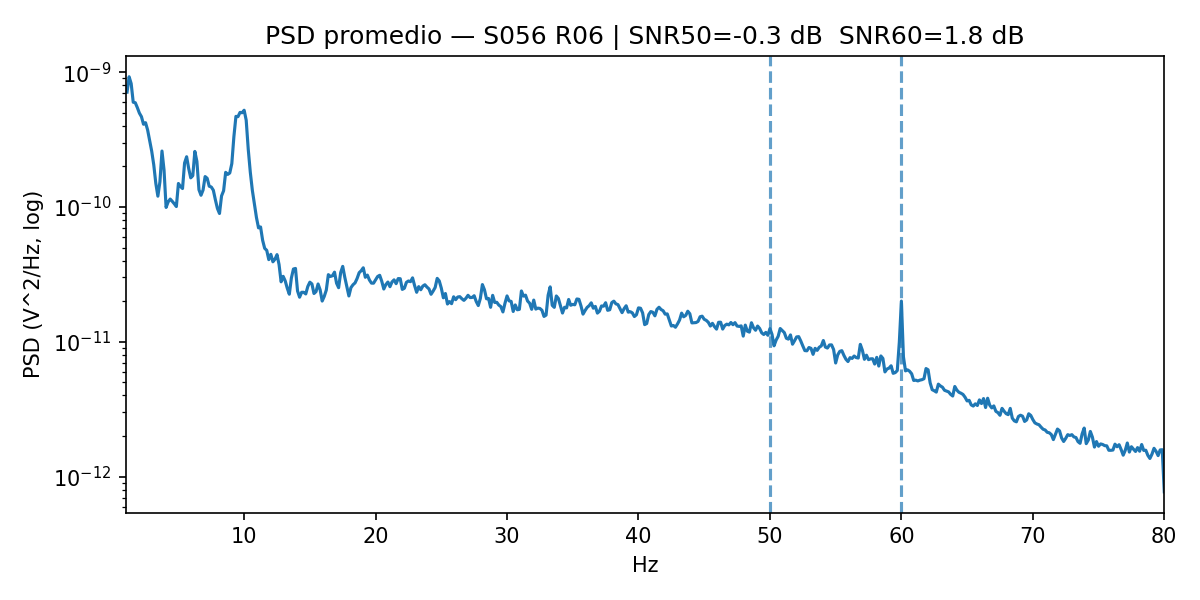 PSD promedio — S056 R06 | SNR50=-0.3 dB  SNR60=1.8 dB
PSD (V^2/Hz, log)
10⁻⁹
10⁻¹⁰
10⁻¹¹
10⁻¹²
10 20 30 40 50 60 70 80
Hz